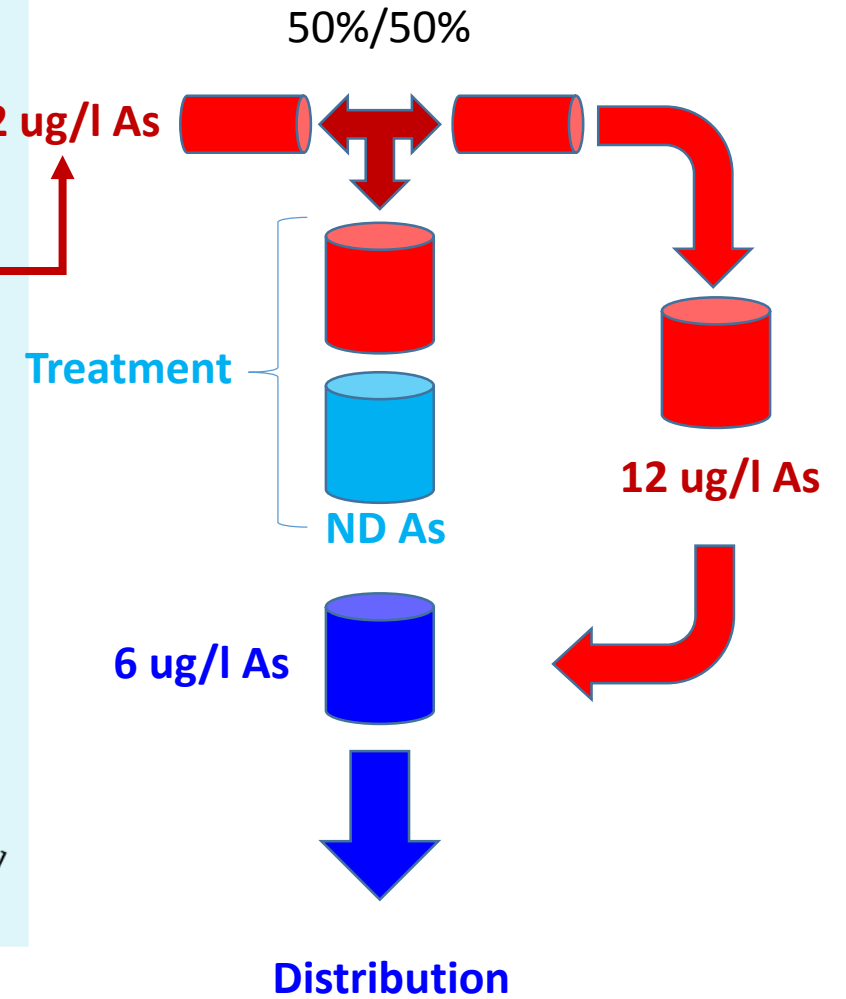 50%/50%
2 ug/l As
Treatment
12 ug/l As
ND As
6 ug/l As
Distribution